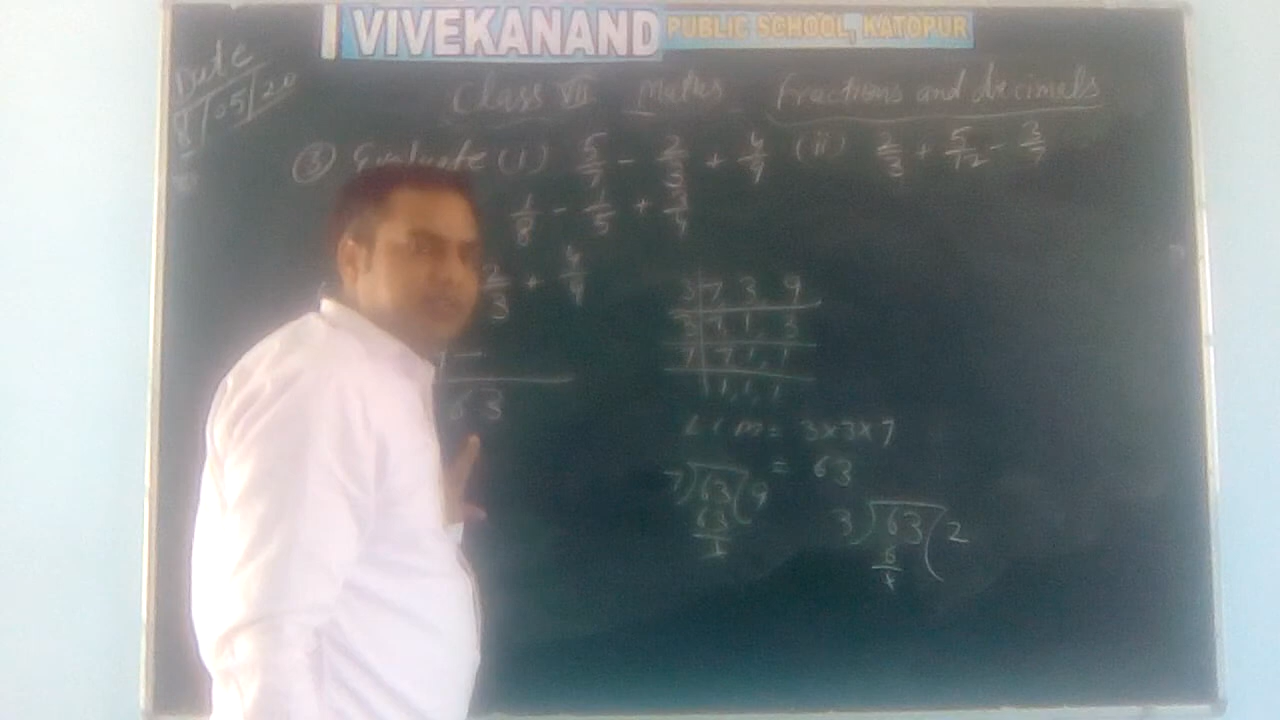 VIVEKANAND PUBLIC SCHOOL, KATOPUR
Date
8/05/20
Class VII Maths Fractions and decimals
③ Evaluate (i) 5/7 - 2/3 + 4/9 (ii) 2/3 + 5/12 - 3/7
1/8 - 1/5 + 3/4
2/3 + 4/9
63
3 | 7, 3, 9
3 | 7, 1, 3
7 | 7, 1, 1
1, 1, 1
L C M = 3×3×7
= 63
7)63(9
63
3)63(2
6